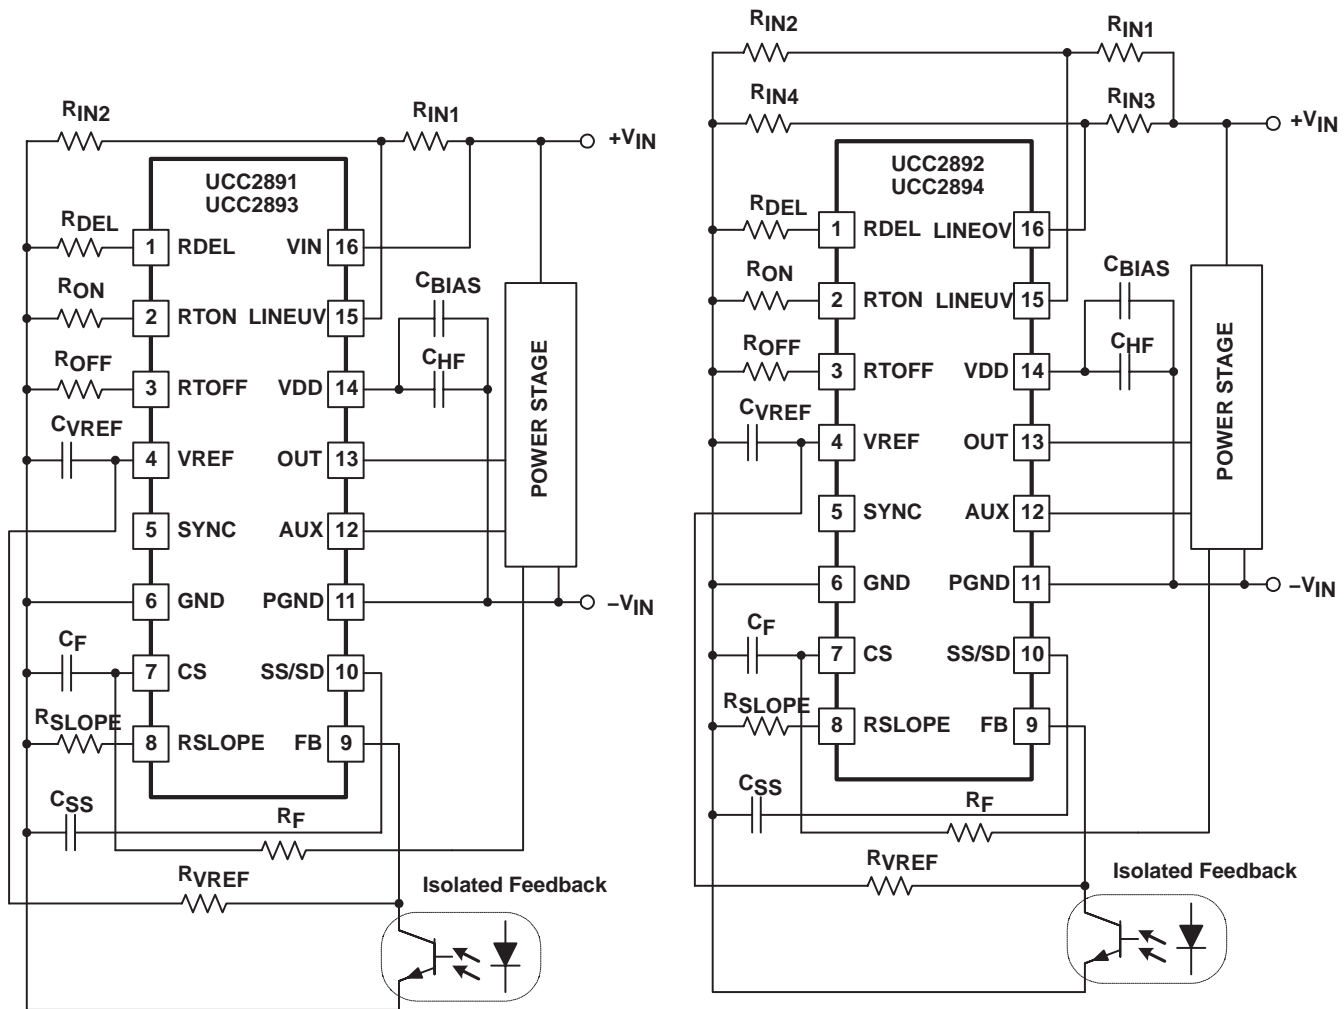 RIN2
RIN1
+VIN
UCC2891
UCC2893
RDEL
1 RDEL VIN 16
RON
CBIAS
2 RTON LINEUV 15
ROFF
CHF
3 RTOFF VDD 14
CVREF
4 VREF OUT 13
POWER STAGE
5 SYNC AUX 12
6 GND PGND 11
–VIN
CF
7 CS SS/SD 10
RSLOPE
8 RSLOPE FB 9
CSS
RF
RVREF
Isolated Feedback
RIN2
RIN1
RIN4
RIN3
+VIN
UCC2892
UCC2894
RDEL
1 RDEL LINEOV 16
RON
CBIAS
2 RTON LINEUV 15
ROFF
CHF
3 RTOFF VDD 14
CVREF
4 VREF OUT 13
POWER STAGE
5 SYNC AUX 12
6 GND PGND 11
–VIN
CF
7 CS SS/SD 10
RSLOPE
8 RSLOPE FB 9
CSS
RF
RVREF
Isolated Feedback